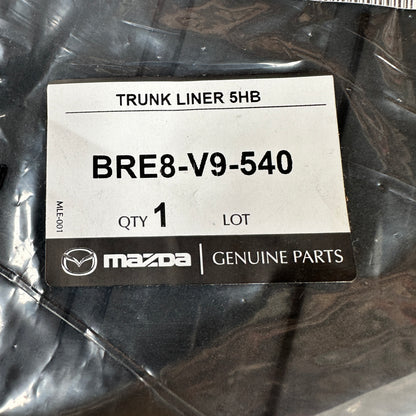 TRUNK LINER 5HB
BRE8-V9-540
QTY 1 LOT
MLE-001
mazda GENUINE PARTS